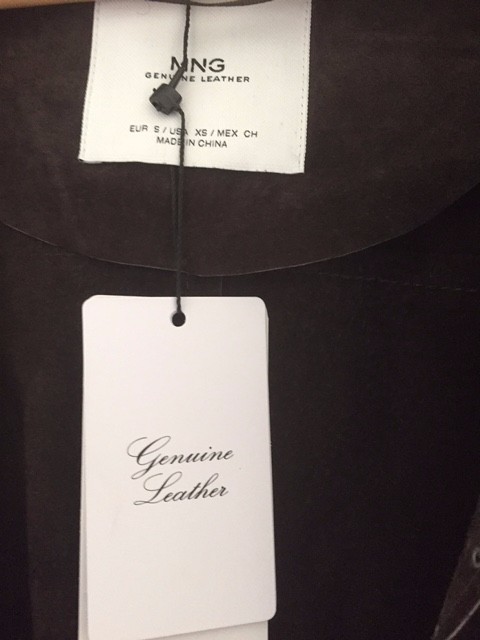 MNG
GENUINE LEATHER
EUR S / USA XS / MEX CH
MADE IN CHINA
Genuine
Leather